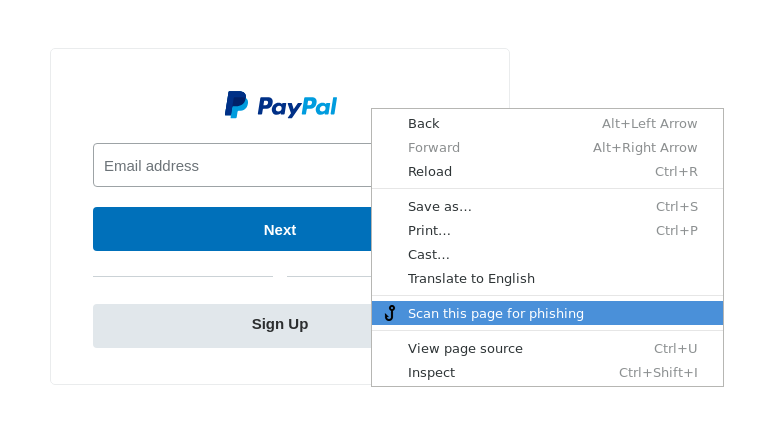 PayPal
Email address
Next
Sign Up
Back Alt+Left Arrow
Forward Alt+Right Arrow
Reload Ctrl+R
Save as... Ctrl+S
Print... Ctrl+P
Cast...
Translate to English
Scan this page for phishing
View page source Ctrl+U
Inspect Ctrl+Shift+I